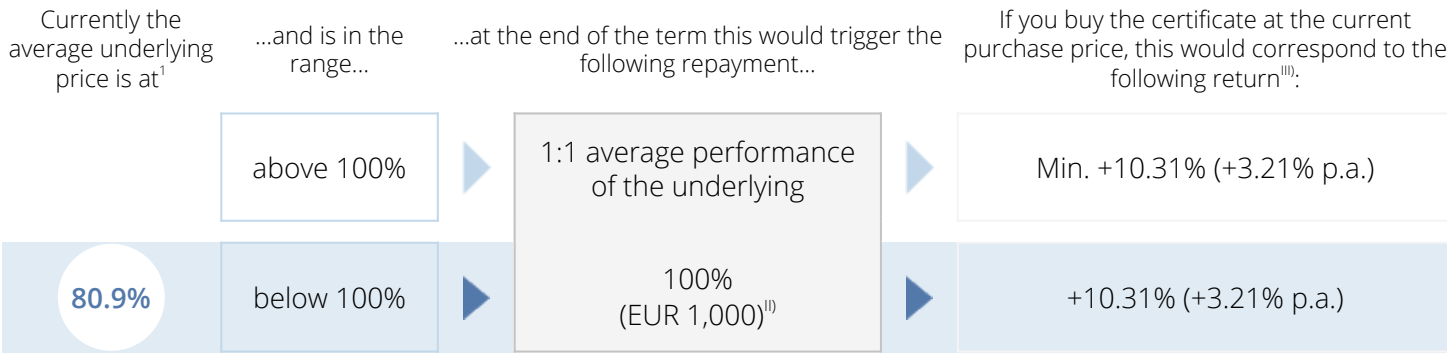 Currently the
average underlying
price is at¹
...and is in the
range...
...at the end of the term this would trigger the
following repayment...
If you buy the certificate at the current
purchase price, this would correspond to the
following return^III):
above 100%
1:1 average performance
of the underlying
Min. +10.31% (+3.21% p.a.)
80.9%
below 100%
100%
(EUR 1,000)^II)
+10.31% (+3.21% p.a.)